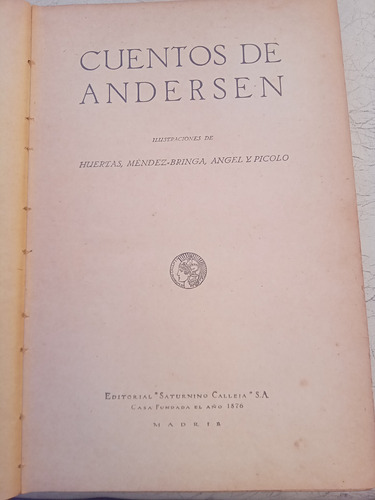 CUENTOS DE
ANDERSEN
ILUSTRACIONES DE
HUERTAS, MÉNDEZ-BRINGA, ANGEL Y PICOLO
EDITORIAL "SATURNINO CALLEJA" S.A.
CASA FUNDADA EL AÑO 1876
MADRID